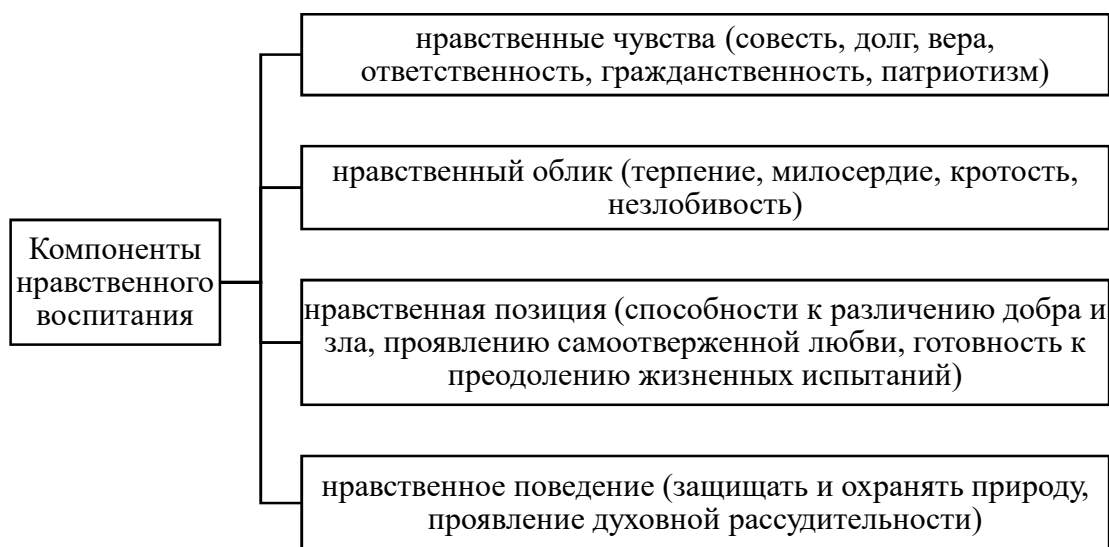 нравственные чувства (совесть, долг, вера,
ответственность, гражданственность, патриотизм)
нравственный облик (терпение, милосердие, кротость,
незлобивость)
Компоненты
нравственного
воспитания
нравственная позиция (способности к различению добра и
зла, проявлению самоотверженной любви, готовность к
преодолению жизненных испытаний)
нравственное поведение (защищать и охранять природу,
проявление духовной рассудительности)